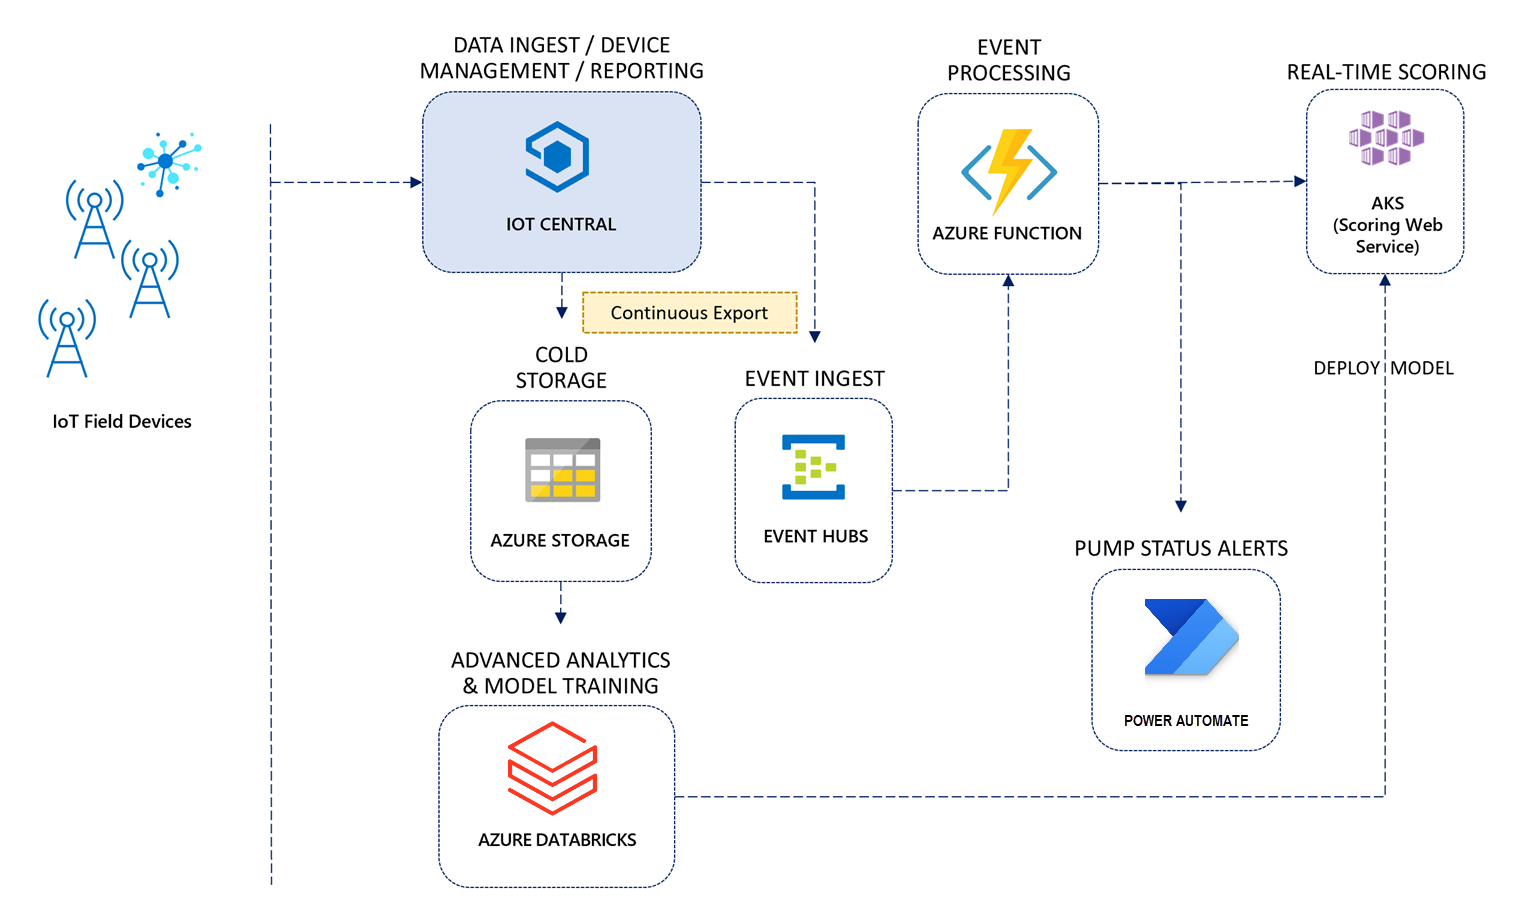 DATA INGEST / DEVICE
MANAGEMENT / REPORTING
IOT CENTRAL
EVENT
PROCESSING
AZURE FUNCTION
REAL-TIME SCORING
AKS
(Scoring Web
Service)
IoT Field Devices
Continuous Export
COLD
STORAGE
AZURE STORAGE
EVENT INGEST
EVENT HUBS
DEPLOY MODEL
PUMP STATUS ALERTS
POWER AUTOMATE
ADVANCED ANALYTICS
& MODEL TRAINING
AZURE DATABRICKS